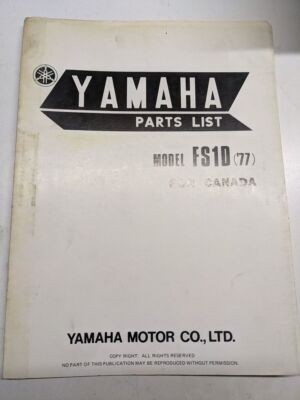 YAMAHA
PARTS LIST
MODEL FS1D ('77)
FOR CANADA
YAMAHA MOTOR CO., LTD.
COPY RIGHT: ALL RIGHTS RESERVED
NO PART OF THIS PUBLICATION MAY BE REPRODUCED WITHOUT PERMISSION.